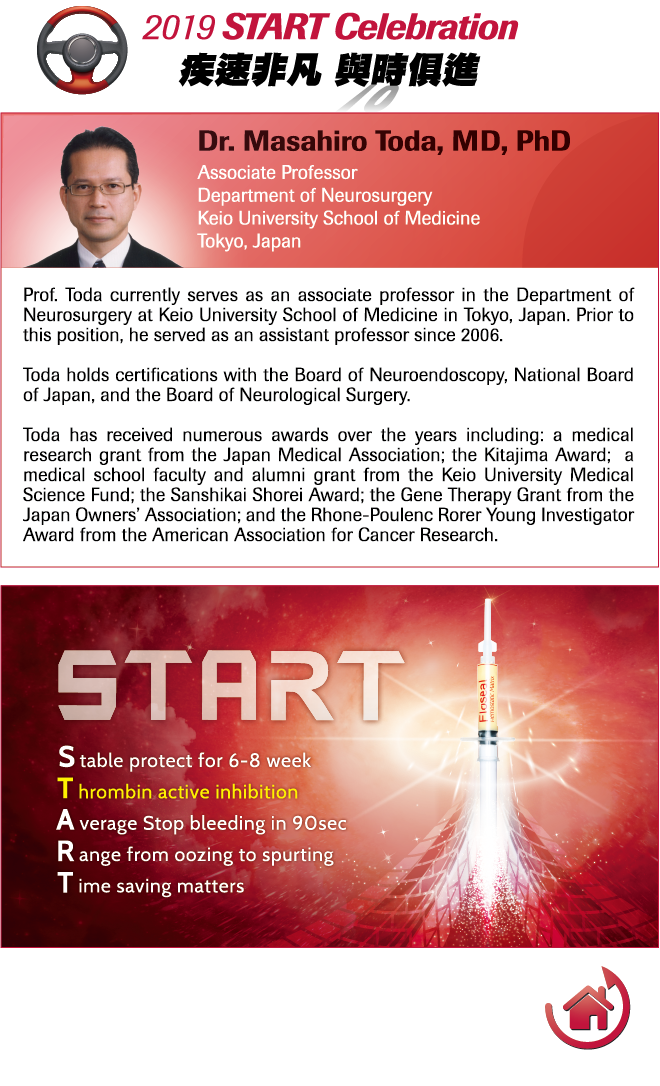 2019 START Celebration
疾速非凡 與時俱進
Dr. Masahiro Toda, MD, PhD
Associate Professor
Department of Neurosurgery
Keio University School of Medicine
Tokyo, Japan
Prof. Toda currently serves as an associate professor in the Department of
Neurosurgery at Keio University School of Medicine in Tokyo, Japan. Prior to
this position, he served as an assistant professor since 2006.
Toda holds certifications with the Board of Neuroendoscopy, National Board
of Japan, and the Board of Neurological Surgery.
Toda has received numerous awards over the years including: a medical
research grant from the Japan Medical Association; the Kitajima Award; a
medical school faculty and alumni grant from the Keio University Medical
Science Fund; the Sanshikai Shorei Award; the Gene Therapy Grant from the
Japan Owners' Association; and the Rhone-Poulenc Rorer Young Investigator
Award from the American Association for Cancer Research.
START
Stable protect for 6-8 week
Thrombin active inhibition
Average Stop bleeding in 90sec
Range from oozing to spurting
Time saving matters
Floseal
Hemostatic Matrix